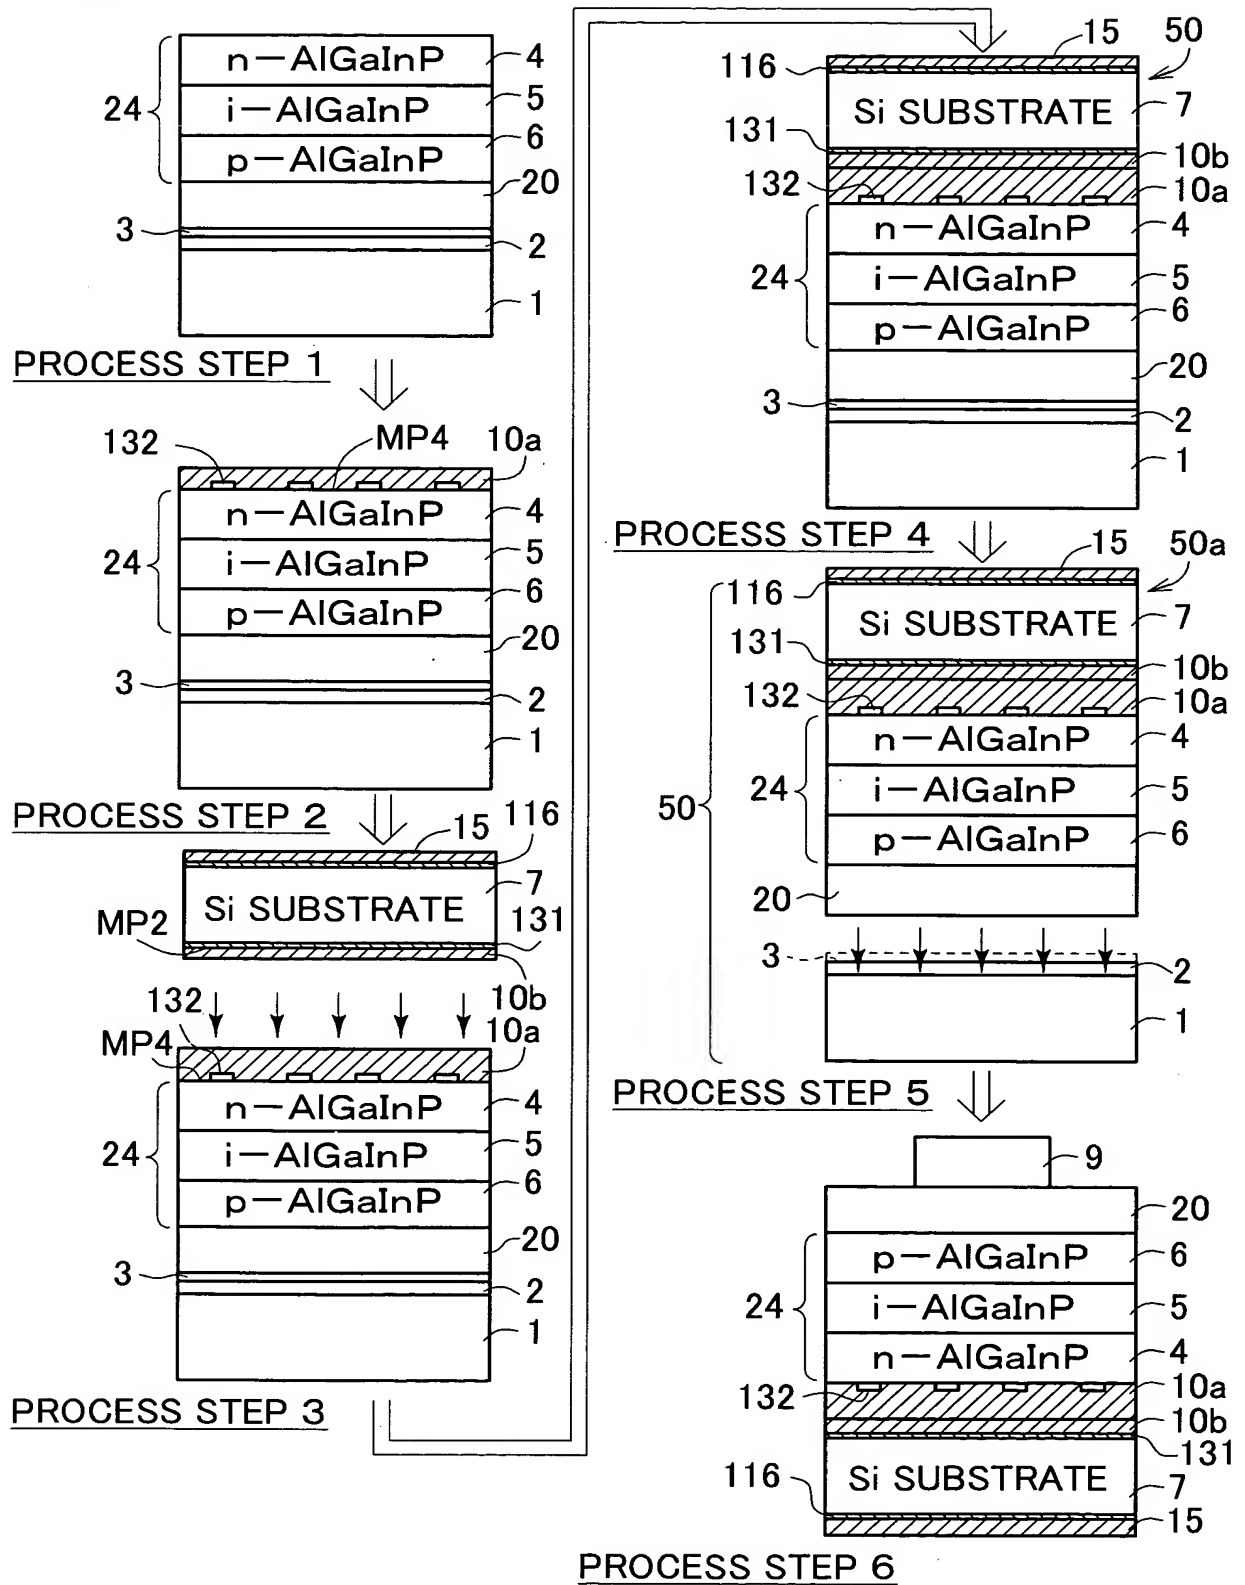 n-AlGaInP 4
24 i-AlGaInP 5
p-AlGaInP 6
20
3 2
1
PROCESS STEP 1
132 MP4 10a
n-AlGaInP 4
24 i-AlGaInP 5
p-AlGaInP 6
20
3 2
1
PROCESS STEP 2
15 116
Si SUBSTRATE 7
MP2 131
10b
132
MP4 10a
n-AlGaInP 4
24 i-AlGaInP 5
p-AlGaInP 6
20
3 2
1
PROCESS STEP 3
15 50
116
Si SUBSTRATE 7
131 10b
132 10a
n-AlGaInP 4
24 i-AlGaInP 5
p-AlGaInP 6
20
3 2
1
PROCESS STEP 4
15 50a
116
Si SUBSTRATE 7
131 10b
132 10a
n-AlGaInP 4
50 24 i-AlGaInP 5
p-AlGaInP 6
20
3 2
1
PROCESS STEP 5
9
20
p-AlGaInP 6
24 i-AlGaInP 5
n-AlGaInP 4
132 10a
10b
131
Si SUBSTRATE 7
116 15
PROCESS STEP 6